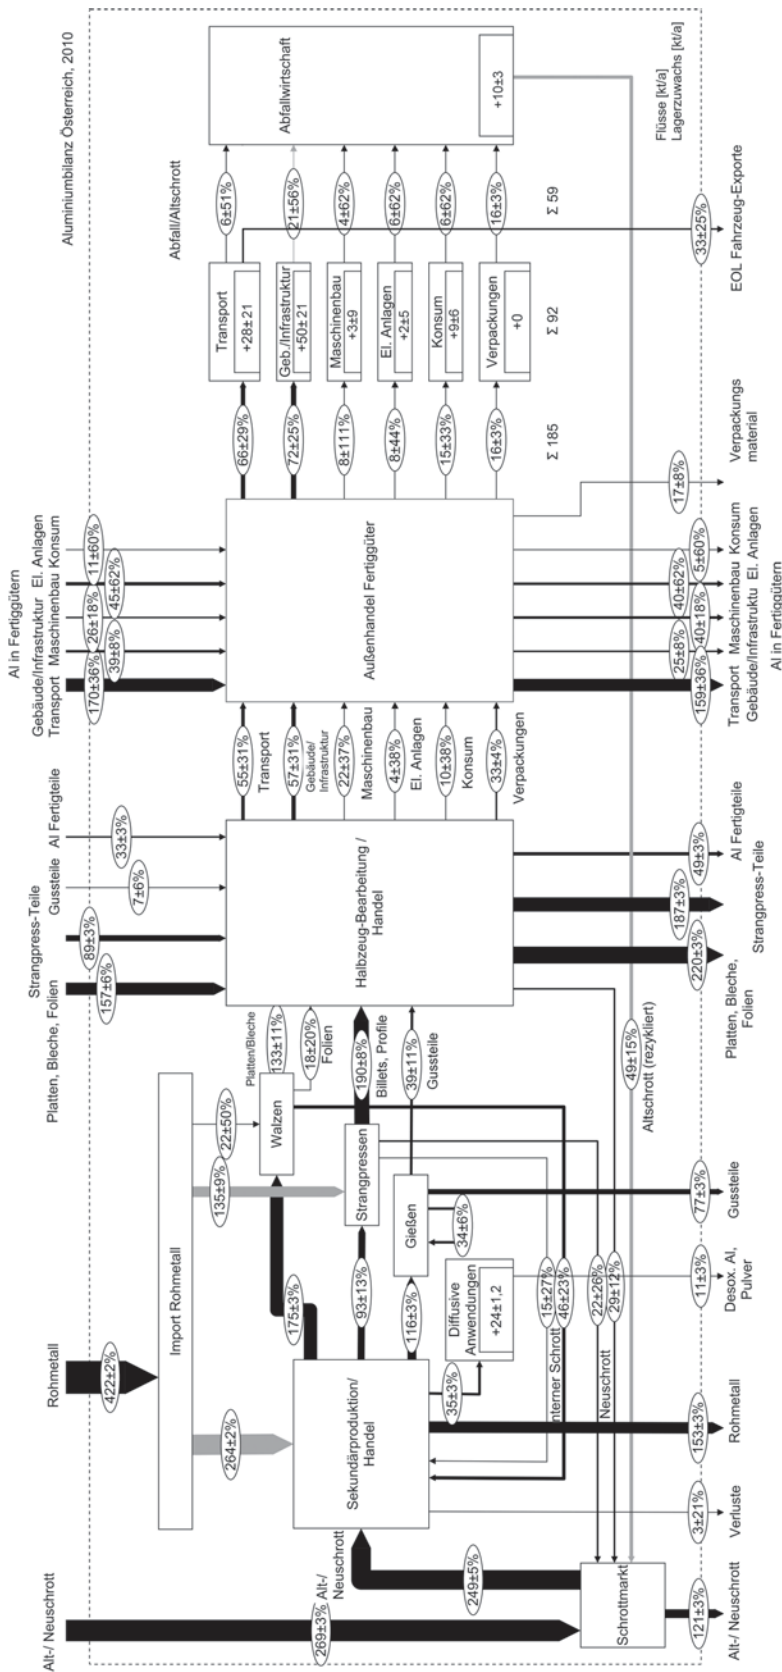 Aluminiumbilanz Österreich, 2010
Alt-/ Neuschrott
269±3%
Rohmetall
422±2%
Import Rohmetall
264±2%
135±9%
22±50%
Platten, Bleche, Folien
157±6%
Strangpress-Teile
89±3%
Gussteile
7±6%
Al Fertigteile
33±3%
Al in Fertiggütern
Gebäude/Infrastruktur El. Anlagen
Transport Maschinenbau Konsum
170±36%
39±8%
26±18%
45±62%
11±60%
Alt-/
Neuschrott
249±5%
Schrottmarkt
Sekundärproduktion/
Handel
175±3%
93±13%
116±3%
35±3%
Walzen
Strangpressen
Gießen
34±6%
Diffusive
Anwendungen
+24±1,2
Platten/Bleche
133±11%
18±20%
Folien
190±8%
Billets, Profile
39±11%
Gussteile
nterner Schrott
15±27%
46±23%
Neuschrott
22±26%
29±12%
Halbzeug-Bearbeitung /
Handel
55±31%
Transport
57±31%
Gebäude/
Infrastruktur
22±37%
Maschinenbau
4±38%
El. Anlagen
10±38%
Konsum
33±4%
Verpackungen
Außenhandel Fertiggüter
66±29%
72±25%
8±111%
8±44%
15±33%
16±3%
Σ 185
Transport
+28±21
Geb./Infrastruktur
+50±21
Maschinenbau
+3±9
El. Anlagen
+2±5
Konsum
+9±6
Verpackungen
+0
Σ 92
Abfall/Altschrott
6±51%
21±56%
4±62%
6±62%
6±62%
16±3%
Σ 59
Abfallwirtschaft
+10±3
Altschrott (rezykliert)
49±15%
Flüsse [kt/a]
Lagerzuwachs [kt/a]
121±3%
Alt-/ Neuschrott
3±21%
Verluste
153±3%
Rohmetall
11±3%
Desox. Al,
Pulver
77±3%
Gussteile
220±3%
Platten, Bleche,
Folien
187±3%
Strangpress-Teile
49±3%
Al Fertigteile
159±36%
25±8%
40±18%
40±62%
5±60%
Transport Maschinenbau Konsum
Gebäude/Infrastruktu El. Anlagen
Al in Fertiggütern
17±8%
Verpackungs
material
33±25%
EOL Fahrzeug-Exporte